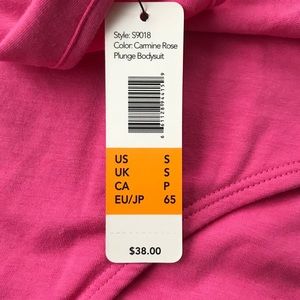 Style: S9018
Color: Carmine Rose
Plunge Bodysuit
US S
UK S
CA P
EU/JP 65
$38.00